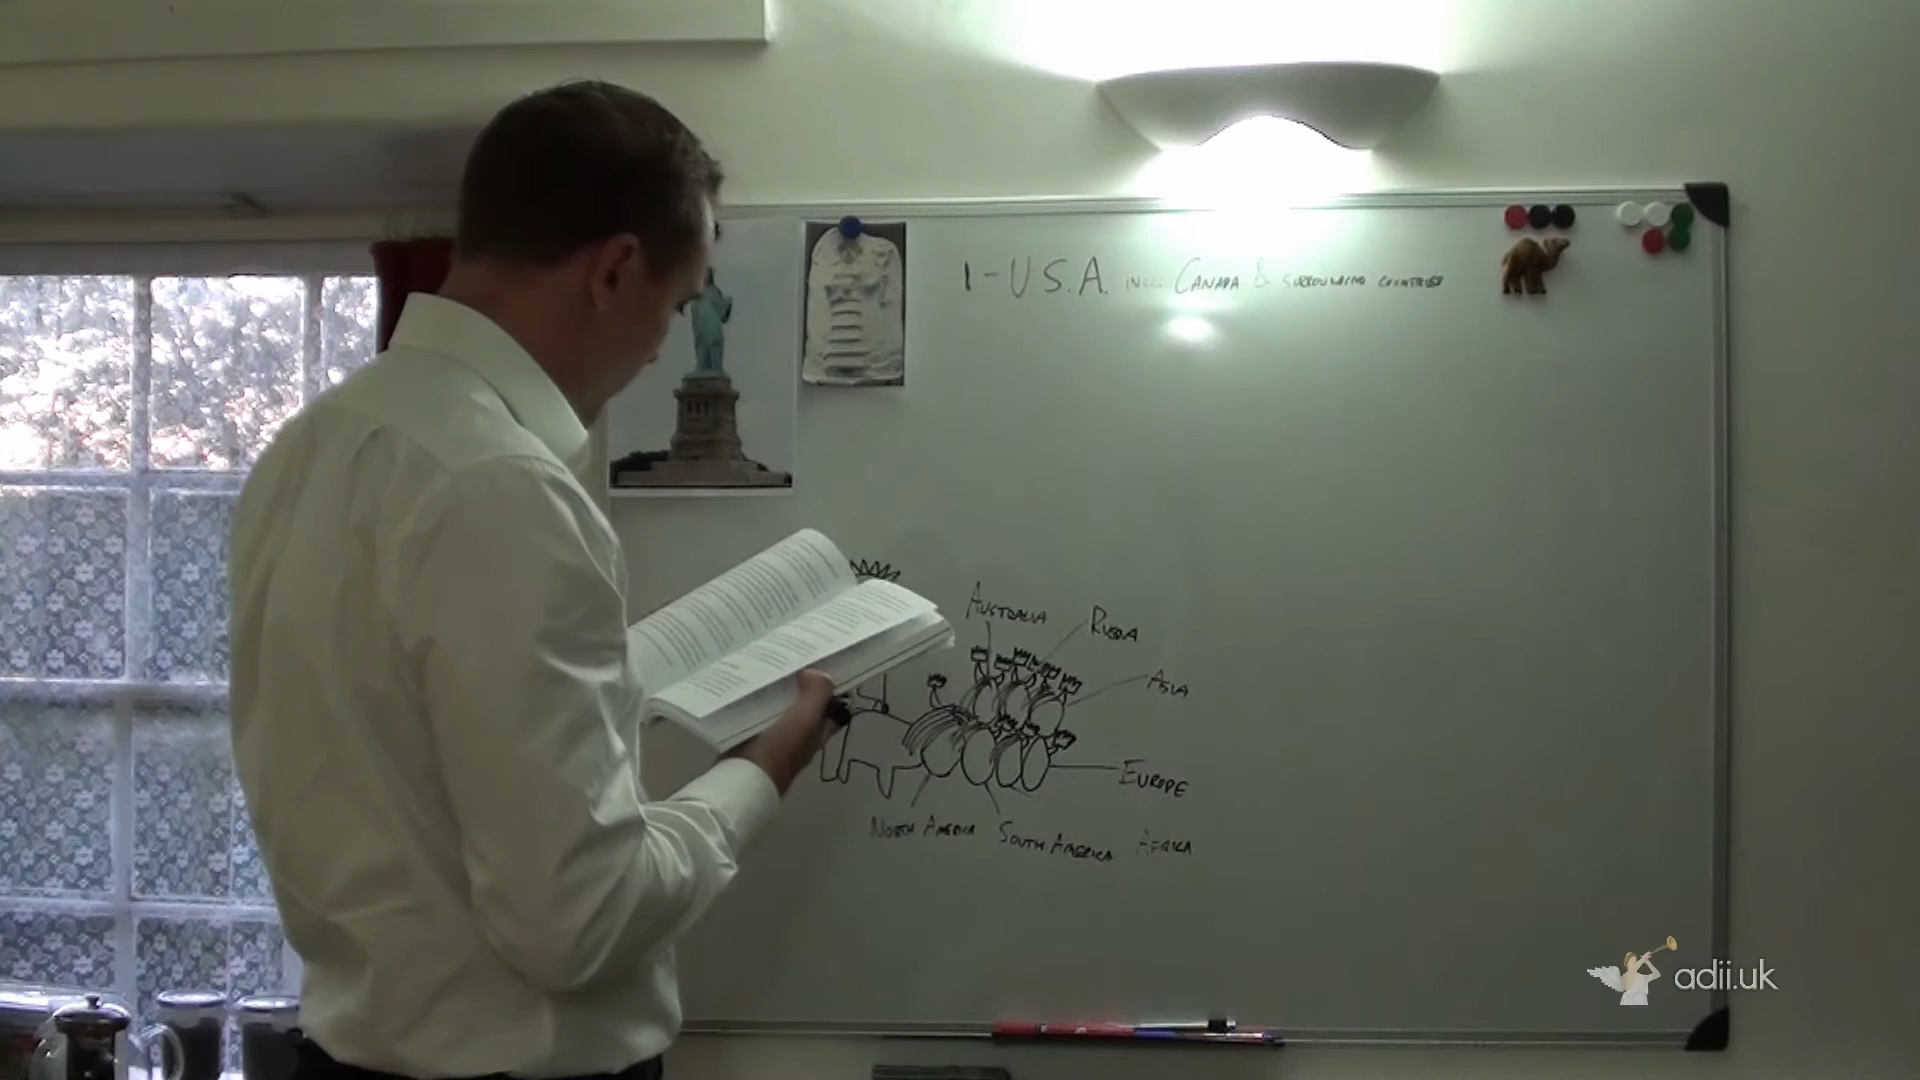 1 - U.S.A. INCL. CANADA & SURROUNDING COUNTRIES
AUSTRALIA
RUSSIA
ASIA
EUROPE
NORTH AMERICA
SOUTH AMERICA
AFRICA
adii.uk